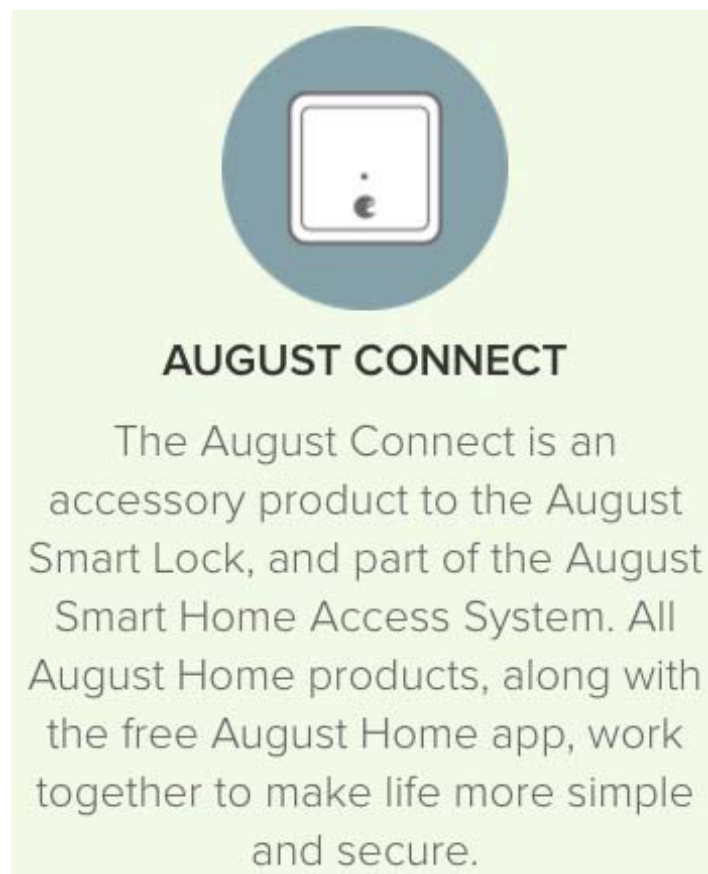 AUGUST CONNECT
The August Connect is an
accessory product to the August
Smart Lock, and part of the August
Smart Home Access System. All
August Home products, along with
the free August Home app, work
together to make life more simple
and secure.